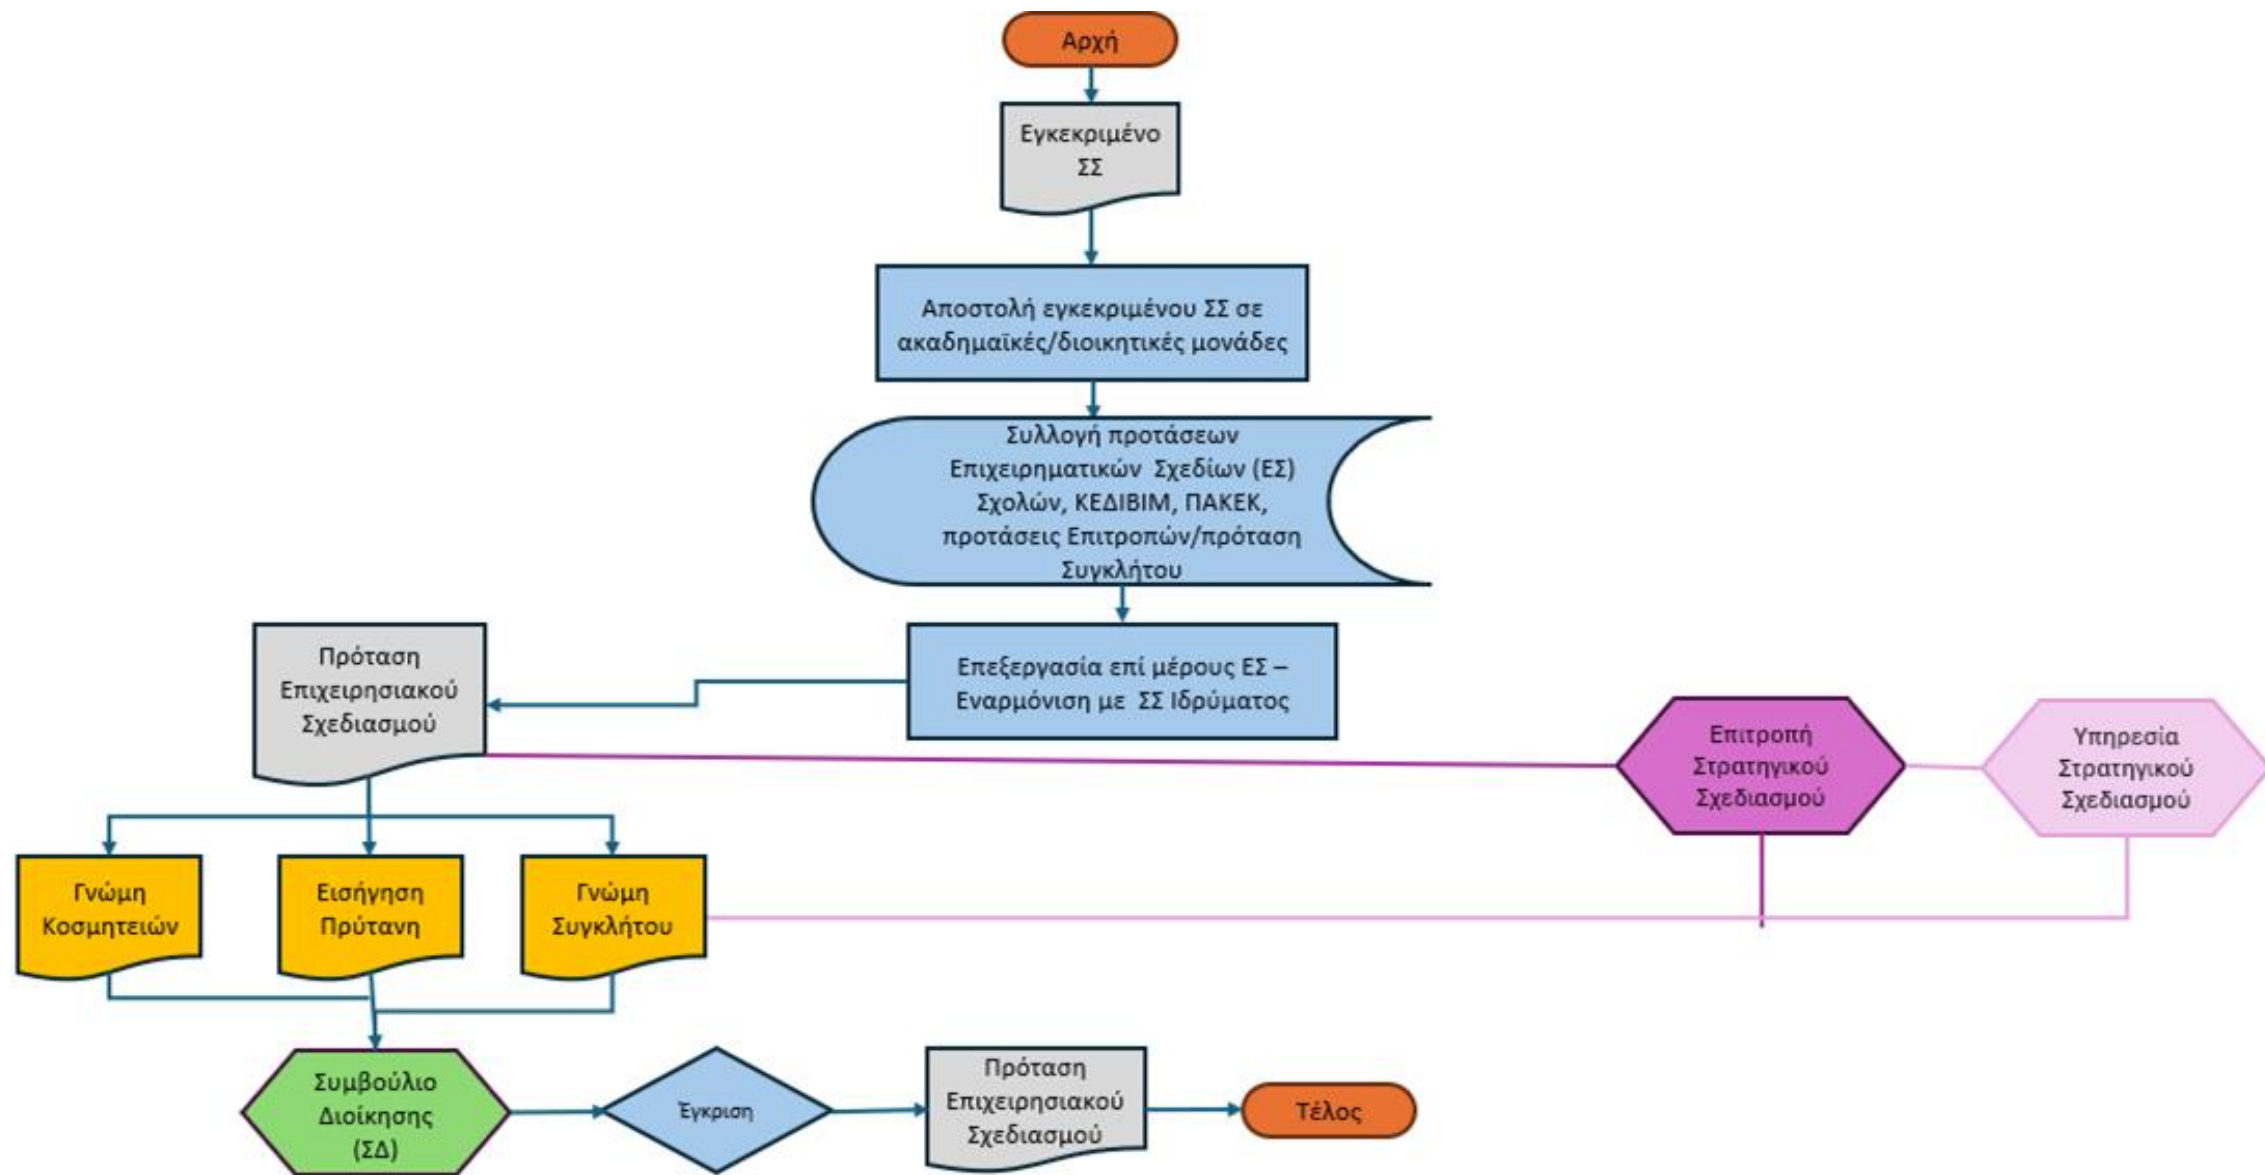 Αρχή
Εγκεκριμένο
ΣΣ
Αποστολή εγκεκριμένου ΣΣ σε
ακαδημαϊκές/διοικητικές μονάδες
Συλλογή προτάσεων
Επιχειρηματικών Σχεδίων (ΕΣ)
Σχολών, ΚΕΔΙΒΙΜ, ΠΑΚΕΚ,
προτάσεις Επιτροπών/πρόταση
Συγκλήτου
Επεξεργασία επί μέρους ΕΣ –
Εναρμόνιση με ΣΣ Ιδρύματος
Πρόταση
Επιχειρησιακού
Σχεδιασμού
Επιτροπή
Στρατηγικού
Σχεδιασμού
Υπηρεσία
Στρατηγικού
Σχεδιασμού
Γνώμη
Κοσμητειών
Εισήγηση
Πρύτανη
Γνώμη
Συγκλήτου
Συμβούλιο
Διοίκησης
(ΣΔ)
Έγκριση
Πρόταση
Επιχειρησιακού
Σχεδιασμού
Τέλος